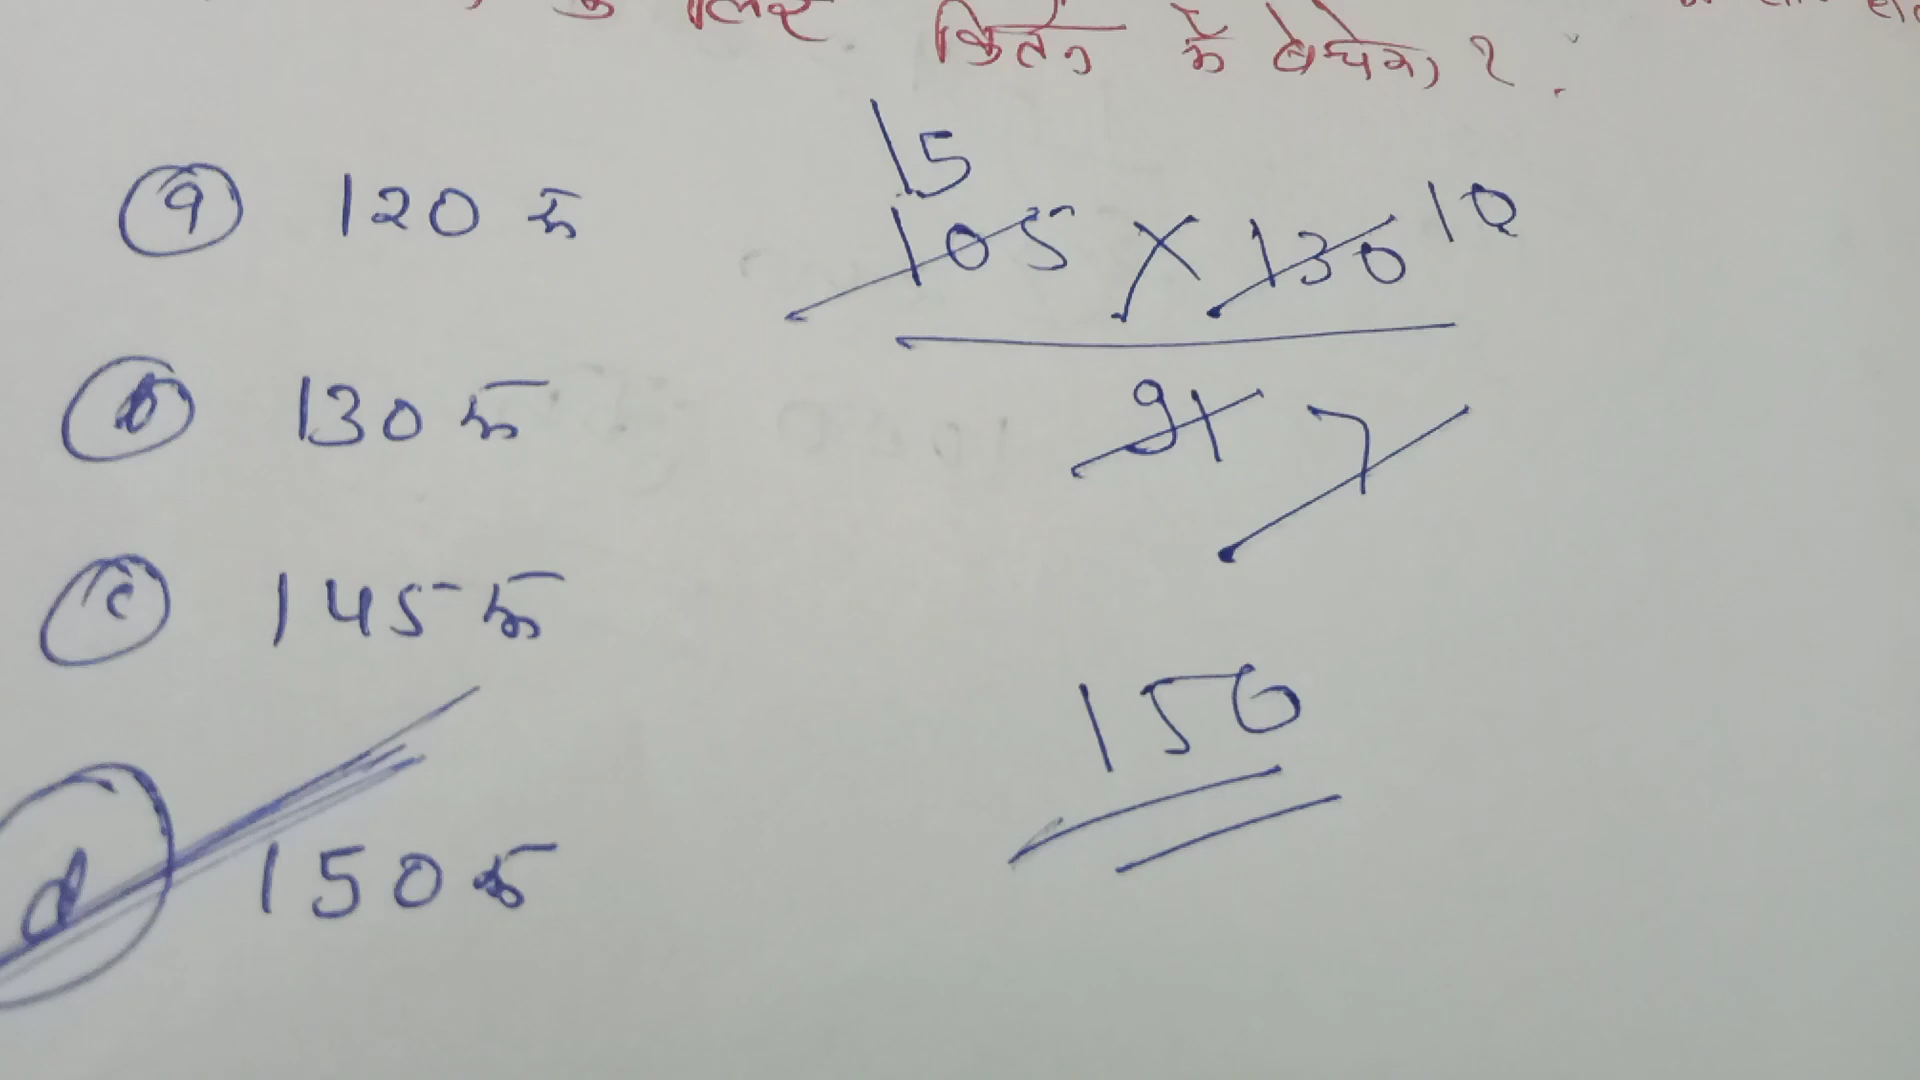 लिए कितने में बेचेगा ?
15
105 × 130 10
91 7
150
(a) 120 रू
(b) 130 रू
(c) 145 रू
(d) 150 रू